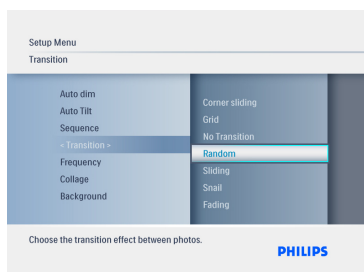 Setup Menu
Transition
Auto dim
Auto Tilt
Sequence
« Transition »
Frequency
Collage
Background
Corner sliding
Grid
No Transition
Random
Sliding
Snail
Fading
Choose the transition effect between photos.
PHILIPS